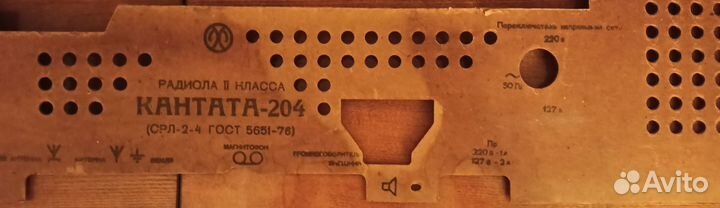 Переключатель напряжения сети
220 в
РАДИОЛА II КЛАССА
~
50 Гц
КАНТАТА-204
127 в
(СРЛ-2-4 ГОСТ 5651-76)
АНТЕННА
АНТЕННА
ЗЕМЛЯ
МАГНИТОФОН
ГРОМКОГОВОРИТЕЛЬ
ВНЕШНИЙ
Пр
220 в - 1А
127 в - 2А
Avito